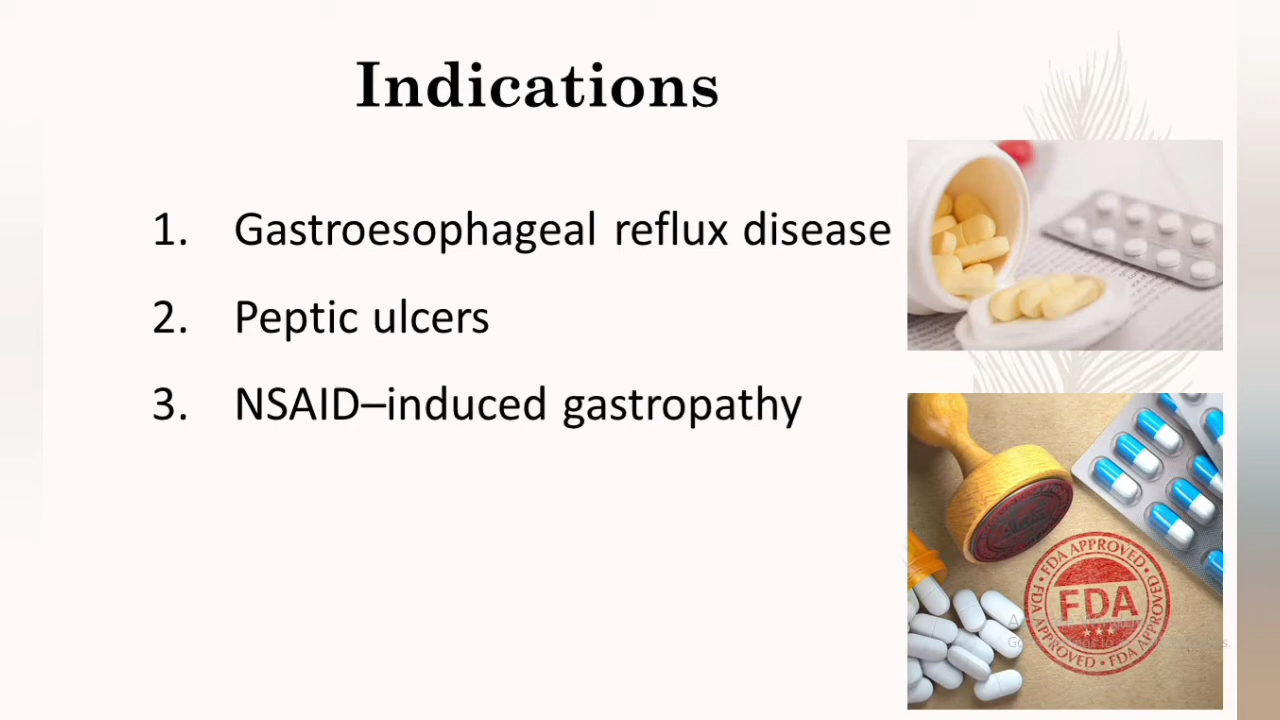 Indications
1. Gastroesophageal reflux disease
2. Peptic ulcers
3. NSAID–induced gastropathy
FDA APPROVED • FDA APPROVED
FDA